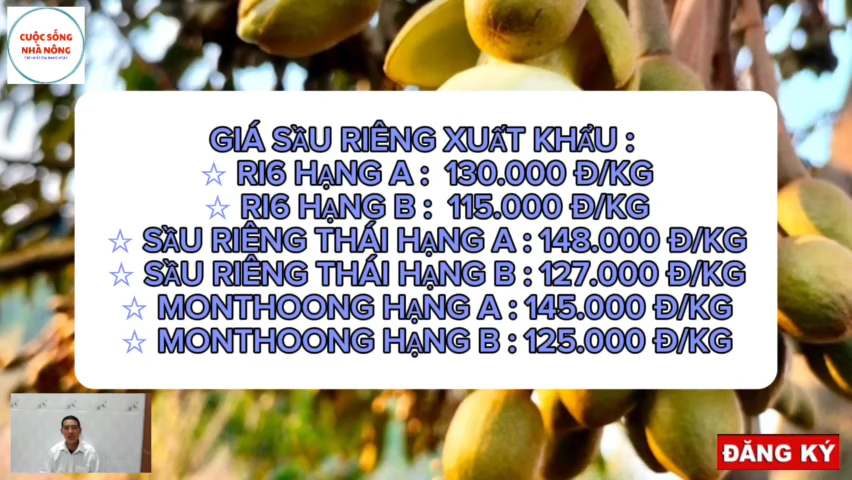 CUỘC SỐNG
NHÀ NÔNG
GIÁ SẦU RIÊNG XUẤT KHẨU :
☆ RI6 HẠNG A : 130.000 Đ/KG
☆ RI6 HẠNG B : 115.000 Đ/KG
☆ SẦU RIÊNG THÁI HẠNG A : 148.000 Đ/KG
☆ SẦU RIÊNG THÁI HẠNG B : 127.000 Đ/KG
☆ MONTHOONG HẠNG A : 145.000 Đ/KG
☆ MONTHOONG HẠNG B : 125.000 Đ/KG
ĐĂNG KÝ